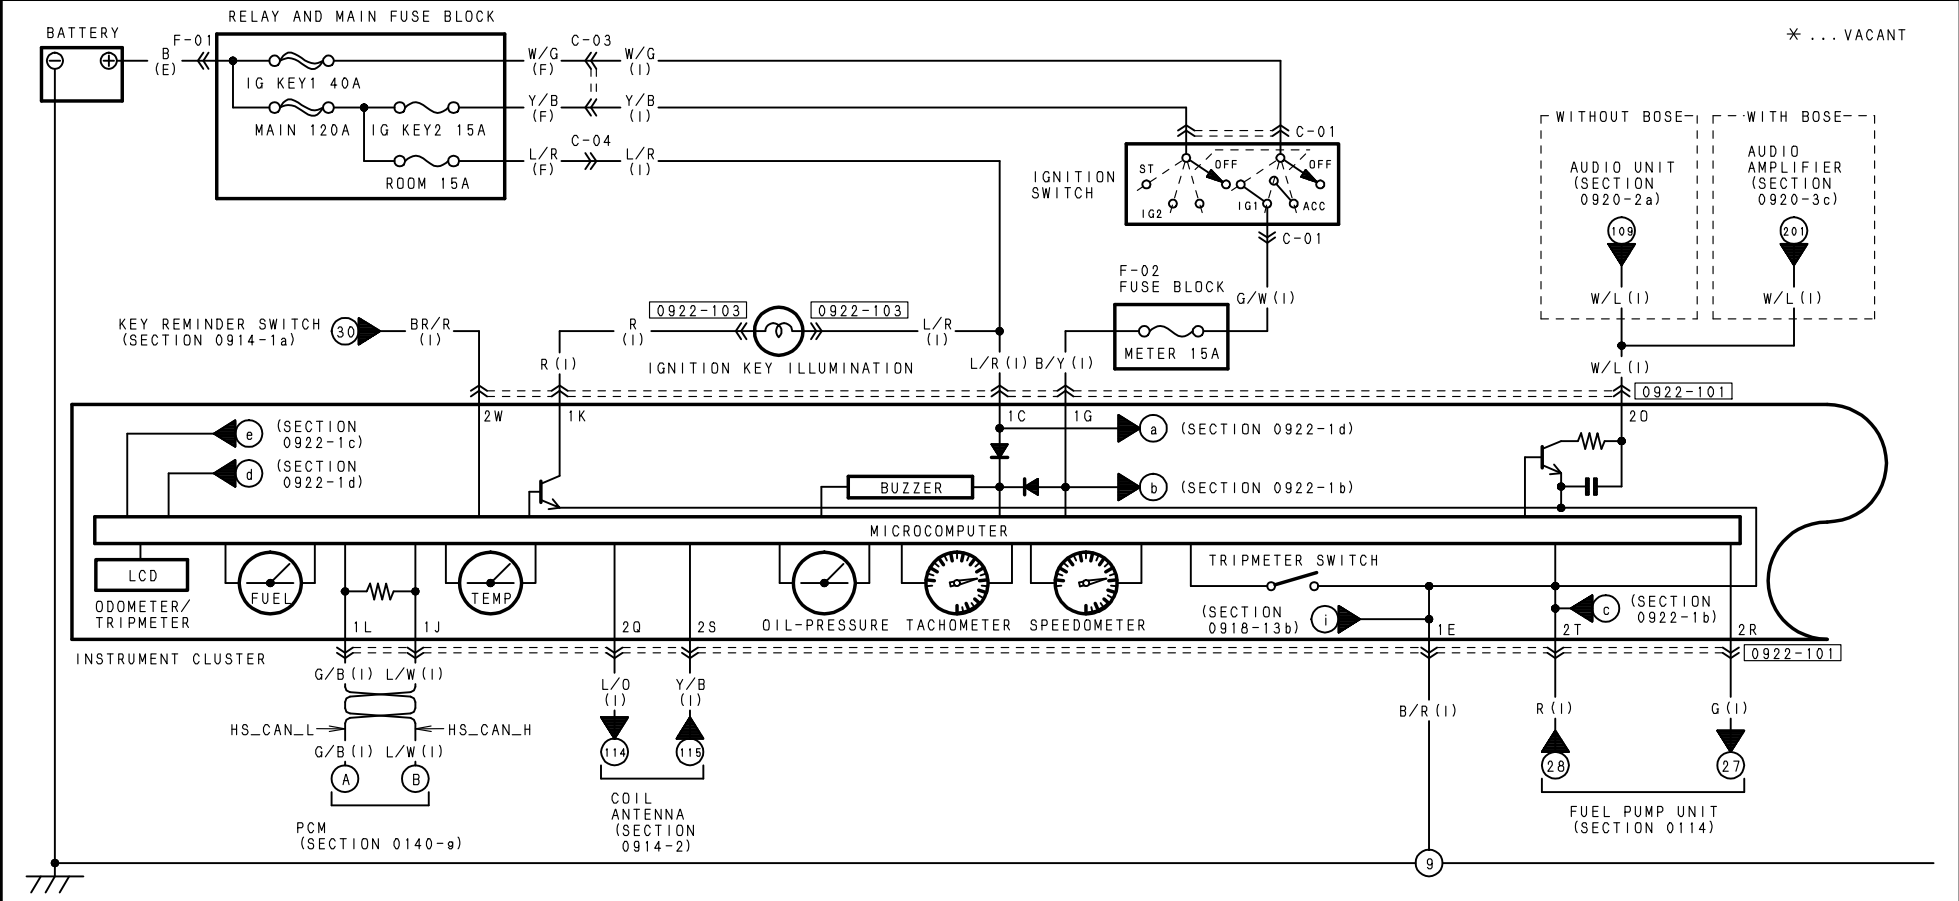 RELAY AND MAIN FUSE BLOCK
BATTERY
B
(E)
F-01
IG KEY1 40A
MAIN 120A
IG KEY2 15A
ROOM 15A
W/G
(F)
C-03
W/G
(I)
Y/B
(F)
Y/B
(I)
L/R
(F)
C-04
L/R
(I)
* ... VACANT
C-01
IGNITION
SWITCH
ST
OFF
OFF
IG2
IG1
ACC
C-01
G/W(I)
F-02
FUSE BLOCK
METER 15A
WITHOUT BOSE
AUDIO UNIT
(SECTION
0920-2a)
109
W/L(I)
WITH BOSE
AUDIO
AMPLIFIER
(SECTION
0920-3c)
201
W/L(I)
W/L(I)
KEY REMINDER SWITCH
(SECTION 0914-1a)
30
BR/R
(I)
R
(I)
0922-103
0922-103
L/R
(I)
IGNITION KEY ILLUMINATION
R(I)
L/R(I)
B/Y(I)
0922-101
2W
1K
1C
1G
2O
e
(SECTION
0922-1c)
d
(SECTION
0922-1d)
a
(SECTION 0922-1d)
b
(SECTION 0922-1b)
BUZZER
MICROCOMPUTER
LCD
ODOMETER/
TRIPMETER
FUEL
TEMP
OIL-PRESSURE
TACHOMETER
SPEEDOMETER
TRIPMETER SWITCH
(SECTION
0918-13b)
i
c
(SECTION
0922-1b)
1L
1J
2Q
2S
1E
2T
2R
INSTRUMENT CLUSTER
0922-101
G/B(I)
L/W(I)
HS_CAN_L
HS_CAN_H
G/B(I)
L/W(I)
A
B
PCM
(SECTION 0140-g)
L/O
(I)
Y/B
(I)
114
115
COIL
ANTENNA
(SECTION
0914-2)
B/R(I)
R(I)
G(I)
28
27
FUEL PUMP UNIT
(SECTION 0114)
9